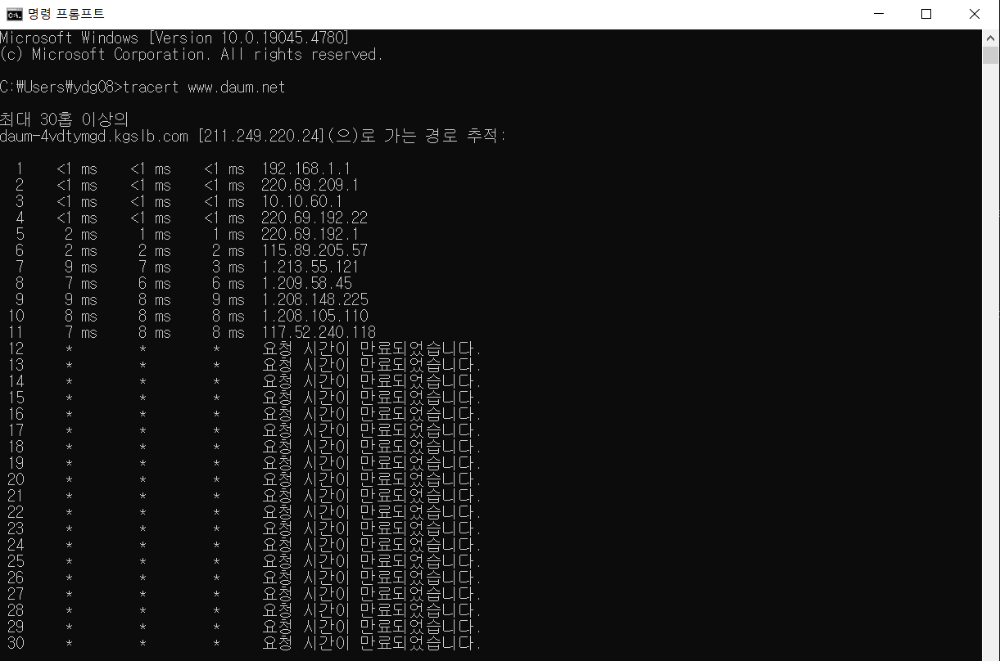 명령 프롬프트
Microsoft Windows [Version 10.0.19045.4780]
(c) Microsoft Corporation. All rights reserved.
C:₩Users₩ydg08>tracert www.daum.net
최대 30홉 이상의
daum-4vdtymgd.kgslb.com [211.249.220.24](으)로 가는 경로 추적:
1 <1 ms <1 ms <1 ms 192.168.1.1
2 <1 ms <1 ms <1 ms 220.69.209.1
3 <1 ms <1 ms <1 ms 10.10.60.1
4 <1 ms <1 ms <1 ms 220.69.192.22
5 2 ms 1 ms 1 ms 220.69.192.1
6 2 ms 2 ms 2 ms 115.89.205.57
7 9 ms 7 ms 3 ms 1.213.55.121
8 7 ms 6 ms 6 ms 1.209.58.45
9 9 ms 8 ms 9 ms 1.208.148.225
10 8 ms 8 ms 8 ms 1.208.105.110
11 7 ms 8 ms 8 ms 117.52.240.118
12 * * * 요청 시간이 만료되었습니다.
13 * * * 요청 시간이 만료되었습니다.
14 * * * 요청 시간이 만료되었습니다.
15 * * * 요청 시간이 만료되었습니다.
16 * * * 요청 시간이 만료되었습니다.
17 * * * 요청 시간이 만료되었습니다.
18 * * * 요청 시간이 만료되었습니다.
19 * * * 요청 시간이 만료되었습니다.
20 * * * 요청 시간이 만료되었습니다.
21 * * * 요청 시간이 만료되었습니다.
22 * * * 요청 시간이 만료되었습니다.
23 * * * 요청 시간이 만료되었습니다.
24 * * * 요청 시간이 만료되었습니다.
25 * * * 요청 시간이 만료되었습니다.
26 * * * 요청 시간이 만료되었습니다.
27 * * * 요청 시간이 만료되었습니다.
28 * * * 요청 시간이 만료되었습니다.
29 * * * 요청 시간이 만료되었습니다.
30 * * * 요청 시간이 만료되었습니다.